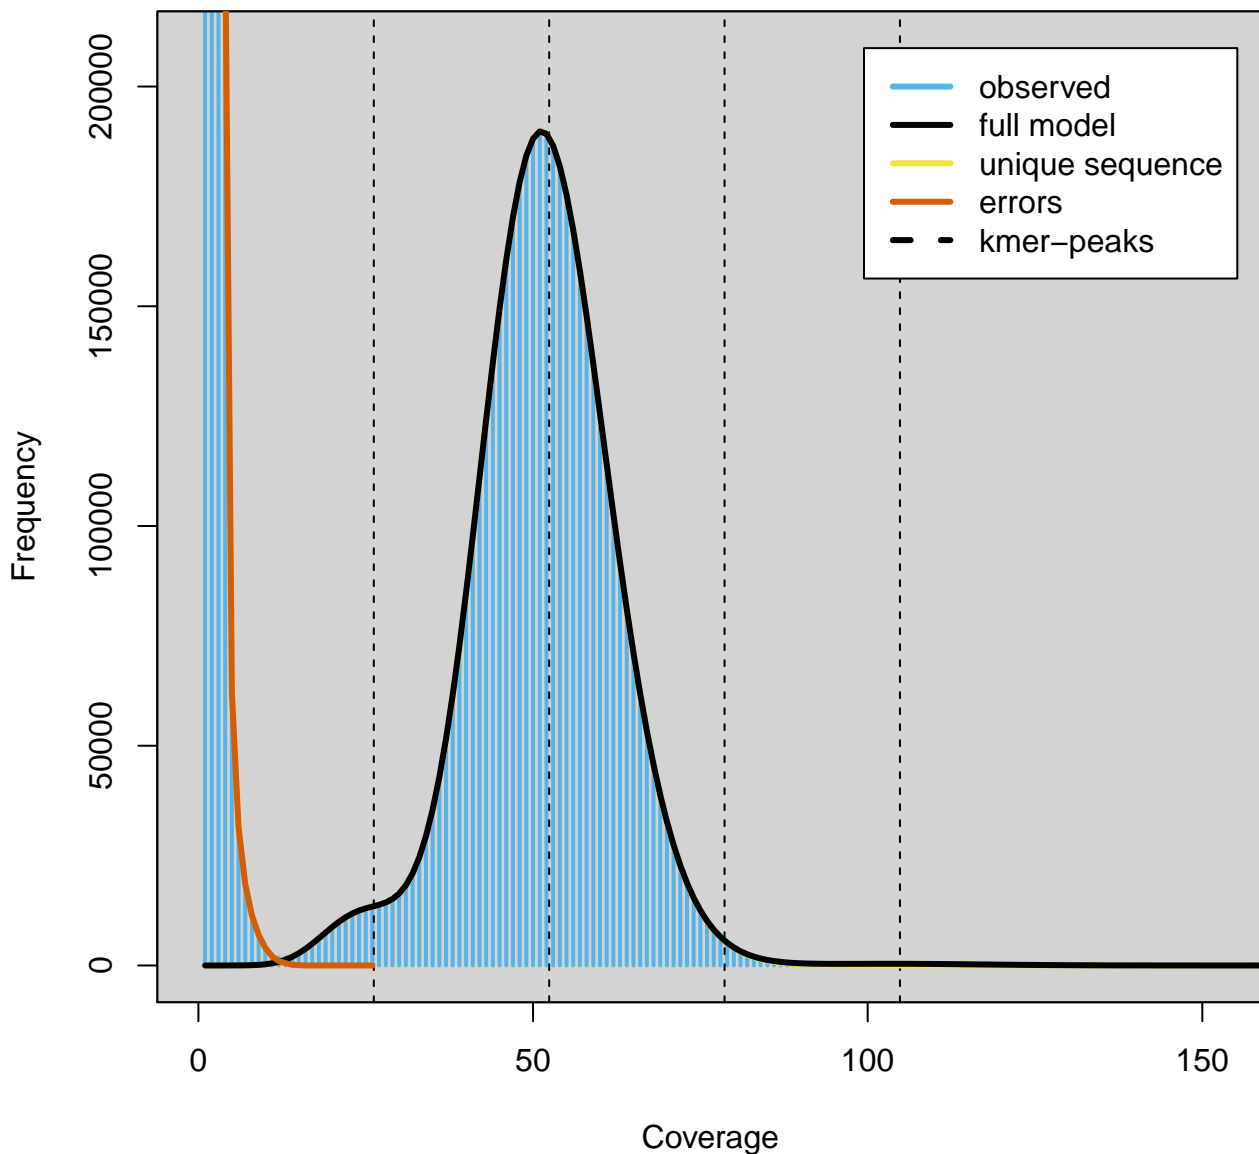 observed
full model
unique sequence
errors
kmer−peaks
200000
150000
100000
50000
0
Frequency
0 50 100 150
Coverage